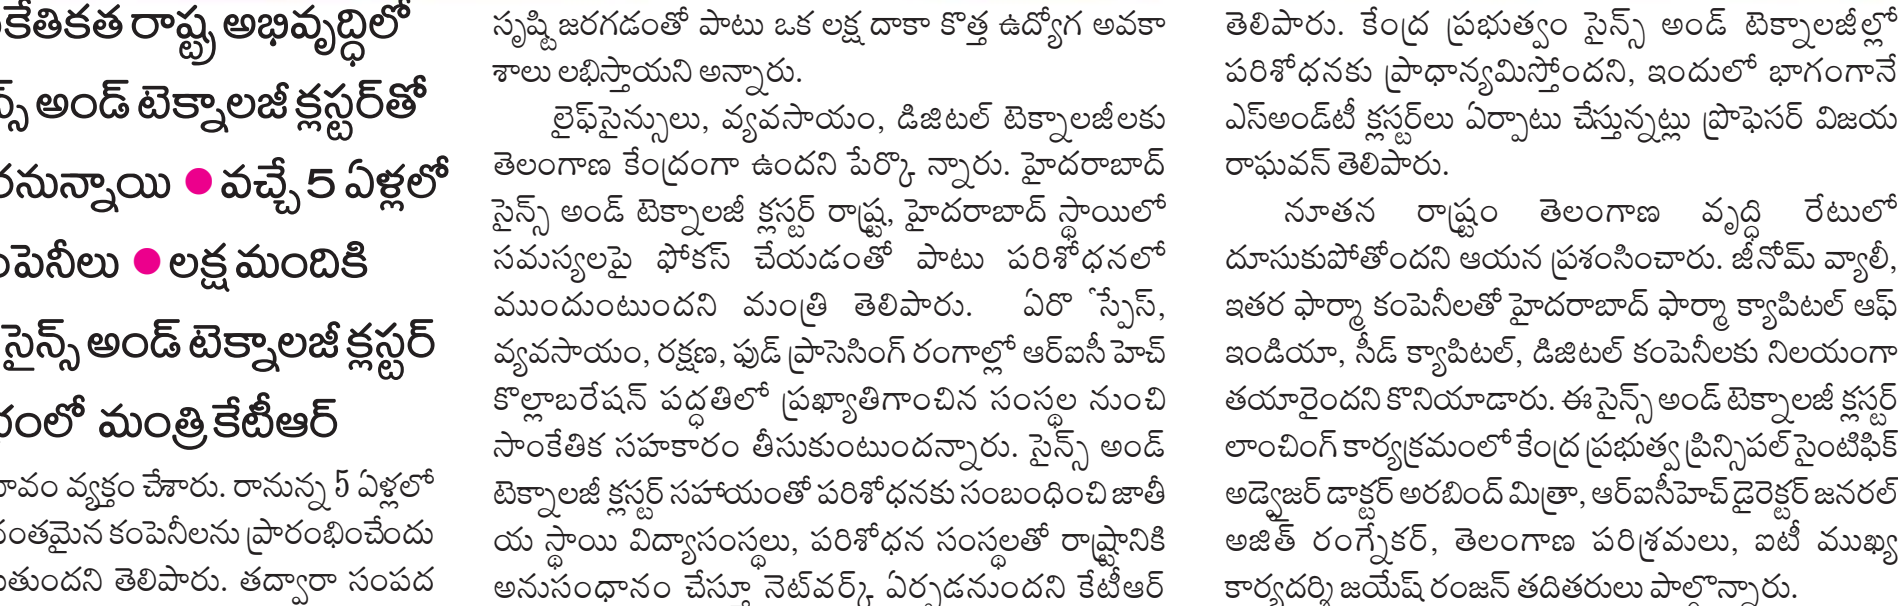 రాష్ట్ర అభివృద్ధిలో
అండ్ టెక్నాలజీ క్లస్టర్‌తో
● వచ్చే 5 ఏళ్లలో
● లక్ష మందికి
సైన్స్ అండ్ టెక్నాలజీ క్లస్టర్
మంత్రి కేటీఆర్
వ్యక్తం చేశారు. రానున్న 5 ఏళ్లలో
కంపెనీలను ప్రారంభించేందు
తెలిపారు. తద్వారా సంపద
సృష్టి జరగడంతో పాటు ఒక లక్ష దాకా కొత్త ఉద్యోగ అవకా
శాలు లభిస్తాయని అన్నారు.
లైఫ్‌సైన్సులు, వ్యవసాయం, డిజిటల్ టెక్నాలజీలకు
తెలంగాణ కేంద్రంగా ఉందని పేర్కొ న్నారు. హైదరాబాద్
సైన్స్ అండ్ టెక్నాలజీ క్లస్టర్ రాష్ట్ర, హైదరాబాద్ స్థాయిలో
సమస్యలపై ఫోకస్ చేయడంతో పాటు పరిశోధనలో
ముందుంటుందని మంత్రి తెలిపారు. ఏరొ స్పేస్,
వ్యవసాయం, రక్షణ, ఫుడ్ ప్రాసెసింగ్ రంగాల్లో ఆర్ఐసీ హెచ్
కొల్లాబరేషన్ పద్ధతిలో ప్రఖ్యాతిగాంచిన సంస్థల నుంచి
సాంకేతిక సహకారం తీసుకుంటుందన్నారు. సైన్స్ అండ్
టెక్నాలజీ క్లస్టర్ సహాయంతో పరిశోధనకు సంబంధించి జాతీ
య స్థాయి విద్యాసంస్థలు, పరిశోధన సంస్థలతో రాష్ట్రానికి
అనుసంధానం చేస్తూ నెట్‌వర్క్ ఏర్పడనుందని కేటీఆర్
తెలిపారు. కేంద్ర ప్రభుత్వం సైన్స్ అండ్ టెక్నాలజీల్లో
పరిశోధనకు ప్రాధాన్యమిస్తోందని, ఇందులో భాగంగానే
ఎస్అండ్‌టీ క్లస్టర్‌లు ఏర్పాటు చేస్తున్నట్లు ప్రొఫెసర్ విజయ
రాఘవన్ తెలిపారు.
నూతన రాష్ట్రం తెలంగాణ వృద్ధి రేటులో
దూసుకుపోతోందని ఆయన ప్రశంసించారు. జీనోమ్ వ్యాలీ,
ఇతర ఫార్మా కంపెనీలతో హైదరాబాద్ ఫార్మా క్యాపిటల్ ఆఫ్
ఇండియా, సీడ్ క్యాపిటల్, డిజిటల్ కంపెనీలకు నిలయంగా
తయారైందని కొనియాడారు. ఈ సైన్స్ అండ్ టెక్నాలజీ క్లస్టర్
లాంచింగ్ కార్యక్రమంలో కేంద్ర ప్రభుత్వ ప్రిన్సిపల్ సైంటిఫిక్
అడ్వైజర్ డాక్టర్ అరబింద్ మిత్రా, ఆర్ఐసీహెచ్ డైరెక్టర్ జనరల్
అజిత్ రంగ్నేకర్, తెలంగాణ పరిశ్రమలు, ఐటీ ముఖ్య
కార్యదర్శి జయేష్ రంజన్ తదితరులు పాల్గొన్నారు.